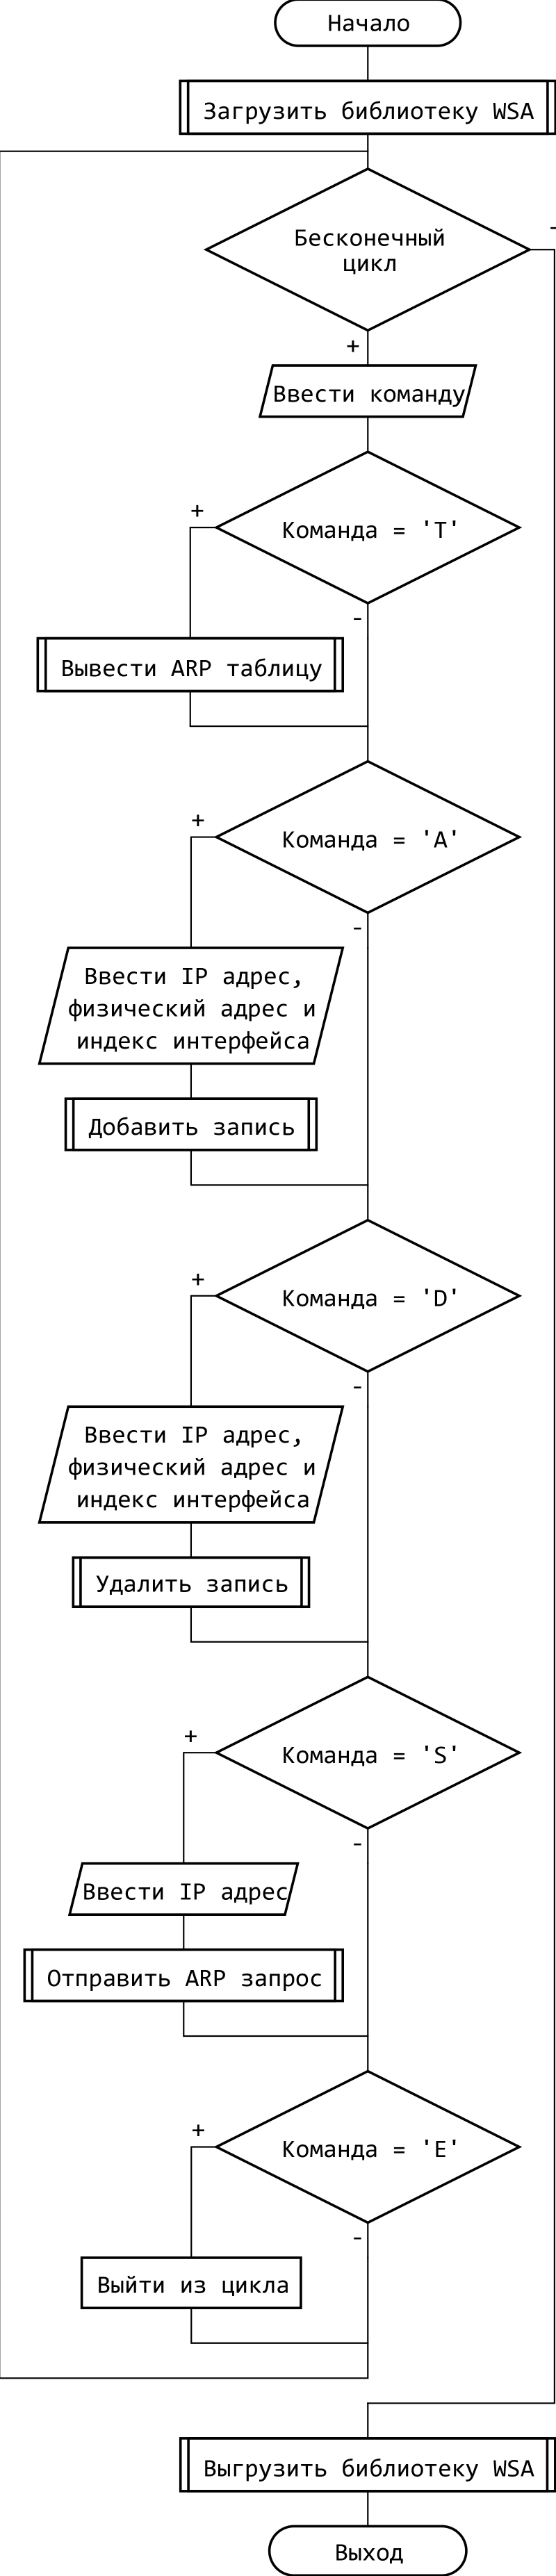 Начало
Загрузить библиотеку WSA
Бесконечный
цикл
-
+
Ввести команду
Команда = 'T'
+
-
Вывести ARP таблицу
Команда = 'A'
+
-
Ввести IP адрес,
физический адрес и
индекс интерфейса
Добавить запись
Команда = 'D'
+
-
Ввести IP адрес,
физический адрес и
индекс интерфейса
Удалить запись
Команда = 'S'
+
-
Ввести IP адрес
Отправить ARP запрос
Команда = 'E'
+
-
Выйти из цикла
Выгрузить библиотеку WSA
Выход